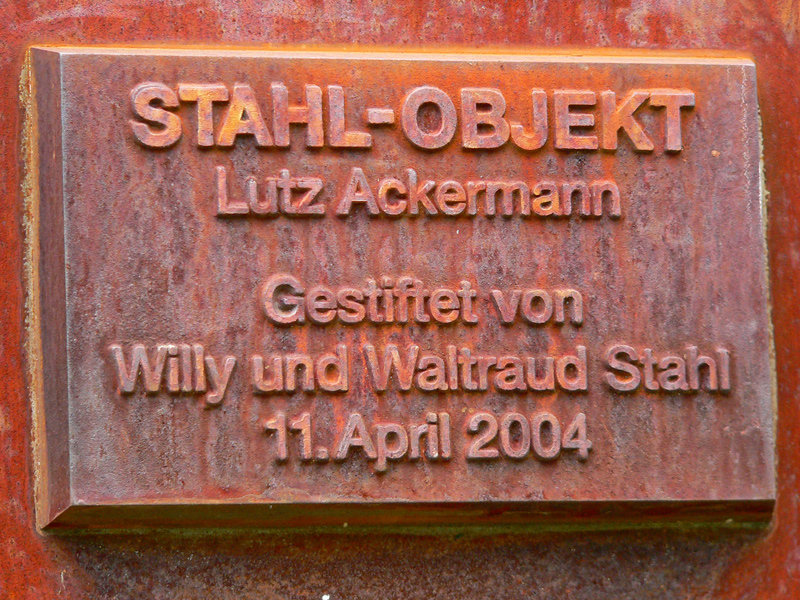 STAHL-OBJEKT
Lutz Ackermann
Gestiftet von
Willy und Waltraud Stahl
11. April 2004